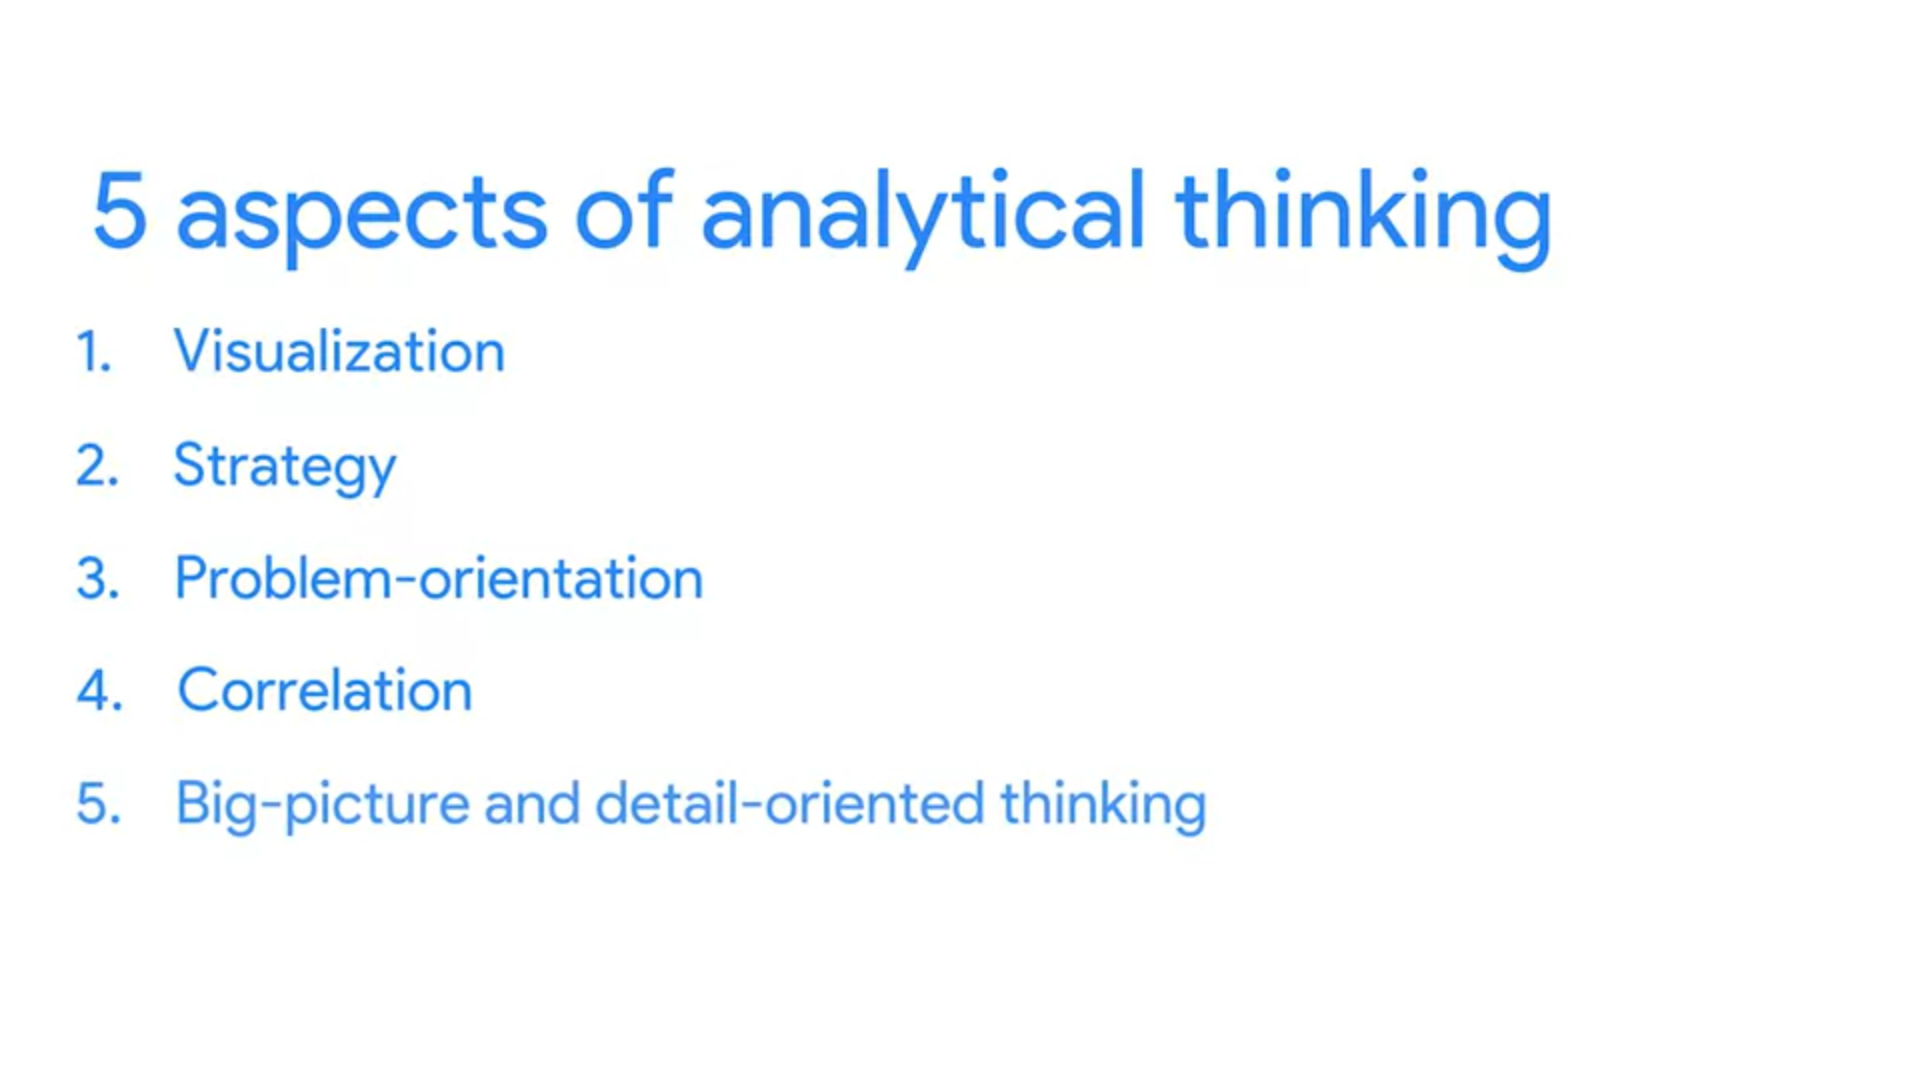 5 aspects of analytical thinking
1. Visualization
2. Strategy
3. Problem-orientation
4. Correlation
5. Big-picture and detail-oriented thinking